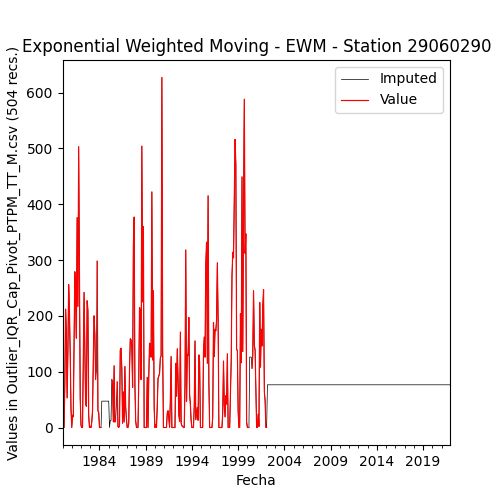 Exponential Weighted Moving - EWM - Station 29060290
Imputed
Value
Values in Outlier_IQR_Cap_Pivot_PTPM_TT_M.csv (504 recs.)
600
500
400
300
200
100
0
1984 1989 1994 1999 2004 2009 2014 2019
Fecha